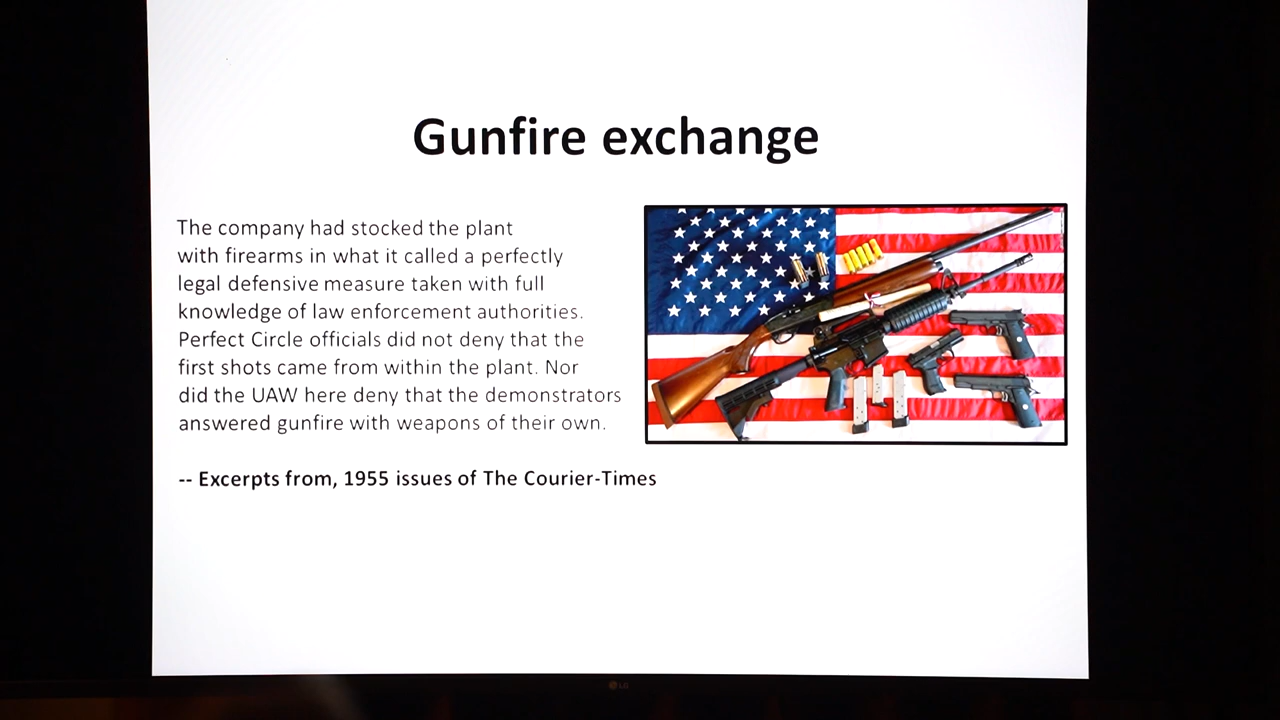 Gunfire exchange
The company had stocked the plant
with firearms in what it called a perfectly
legal defensive measure taken with full
knowledge of law enforcement authorities.
Perfect Circle officials did not deny that the
first shots came from within the plant. Nor
did the UAW here deny that the demonstrators
answered gunfire with weapons of their own.
-- Excerpts from, 1955 issues of The Courier-Times
LG